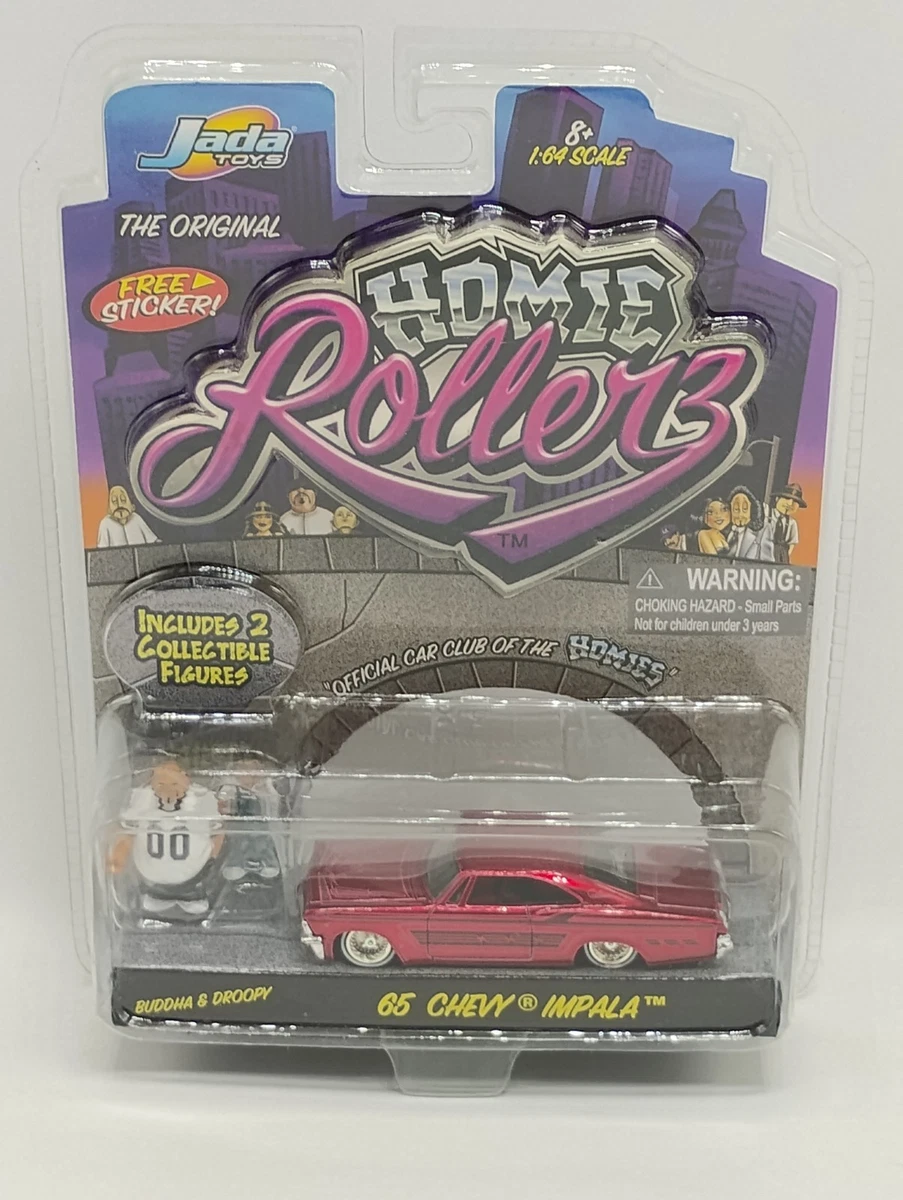 Jada
TOYS
8+
1:64 SCALE
THE ORIGINAL
FREE
STICKER!
HOMIE
Rollerz
TM
WARNING:
CHOKING HAZARD - Small Parts
Not for children under 3 years
INCLUDES 2
COLLECTIBLE
FIGURES
"OFFICIAL CAR CLUB OF THE HOMIES"
00
BUDDHA & DROOPY
65 CHEVY® IMPALA™